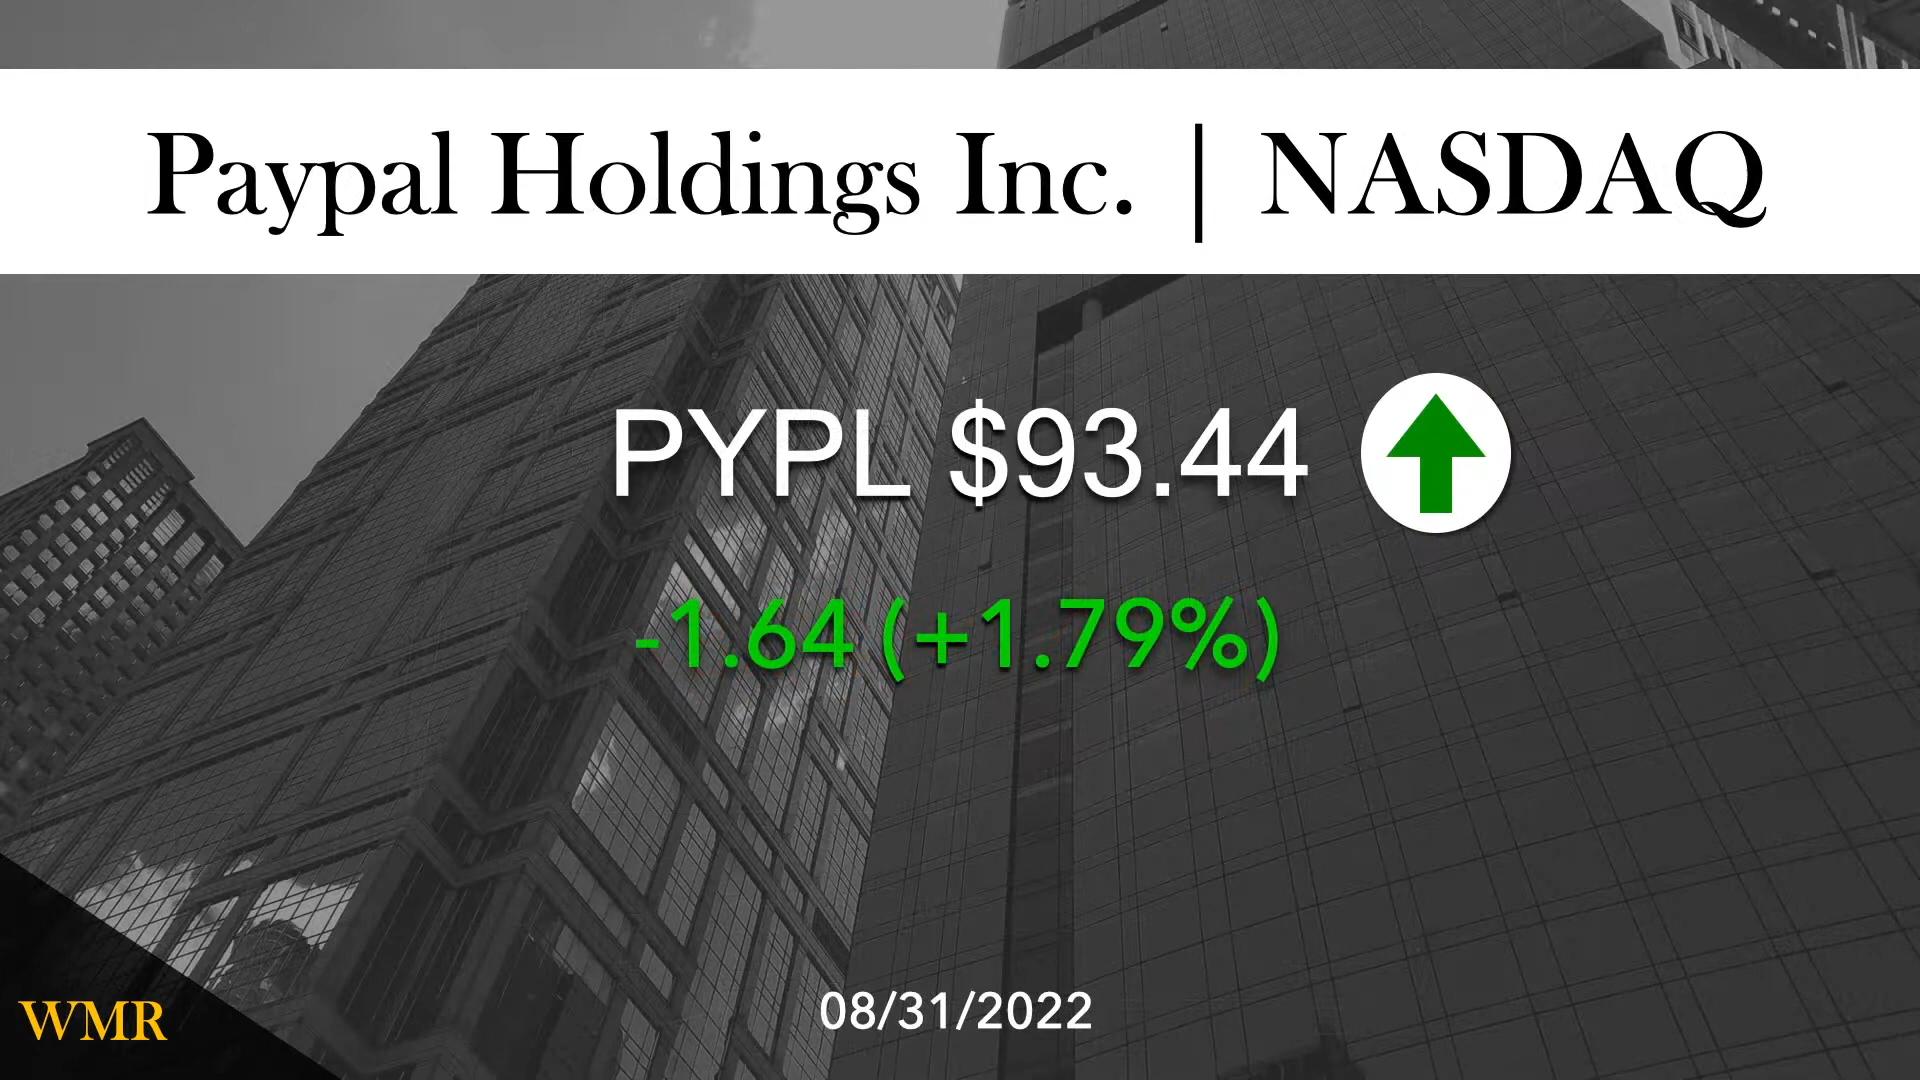 Paypal Holdings Inc. | NASDAQ
PYPL $93.44
-1.64 (+1.79%)
08/31/2022
WMR